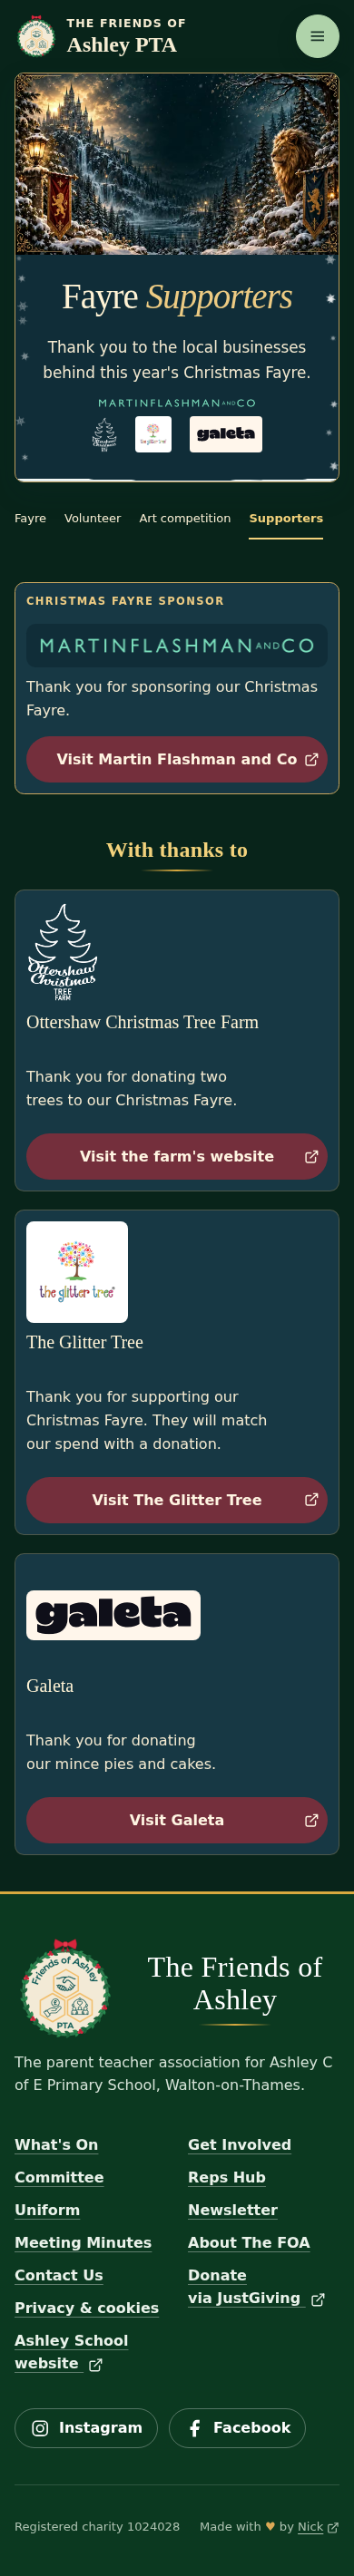 THE FRIENDS OF
Ashley PTA
Fayre Supporters
Thank you to the local businesses
behind this year's Christmas Fayre.
MARTINFLASHMANANDCO
the glitter tree
galeta
Fayre Volunteer Art competition Supporters
CHRISTMAS FAYRE SPONSOR
MARTINFLASHMANANDCO
Thank you for sponsoring our Christmas
Fayre.
Visit Martin Flashman and Co
With thanks to
Ottershaw
Christmas
TREE
FARM
Ottershaw Christmas Tree Farm
Thank you for donating two
trees to our Christmas Fayre.
Visit the farm's website
the glitter tree
The Glitter Tree
Thank you for supporting our
Christmas Fayre. They will match
our spend with a donation.
Visit The Glitter Tree
galeta
Galeta
Thank you for donating
our mince pies and cakes.
Visit Galeta
Friends of Ashley
PTA
The Friends of
Ashley
The parent teacher association for Ashley C
of E Primary School, Walton-on-Thames.
What's On
Committee
Uniform
Meeting Minutes
Contact Us
Privacy & cookies
Ashley School
website
Get Involved
Reps Hub
Newsletter
About The FOA
Donate
via JustGiving
Instagram
Facebook
Registered charity 1024028
Made with ♥ by Nick